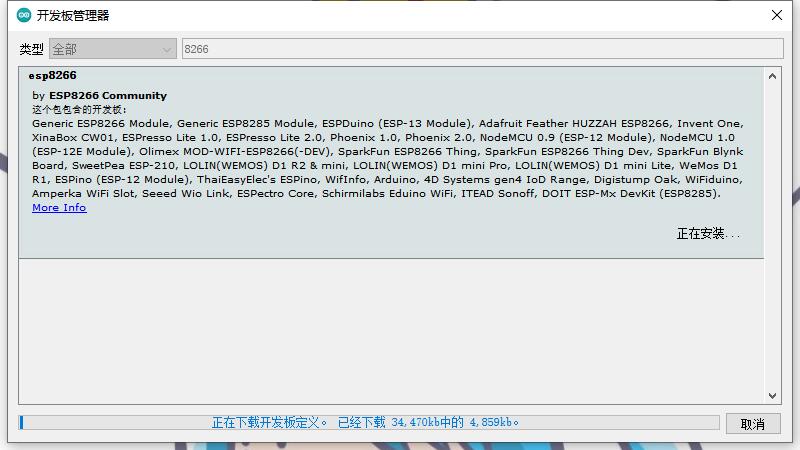 开发板管理器
类型 全部 8266
esp8266
by ESP8266 Community
这个包包含的开发板:
Generic ESP8266 Module, Generic ESP8285 Module, ESPDuino (ESP-13 Module), Adafruit Feather HUZZAH ESP8266, Invent One,
XinaBox CW01, ESPresso Lite 1.0, ESPresso Lite 2.0, Phoenix 1.0, Phoenix 2.0, NodeMCU 0.9 (ESP-12 Module), NodeMCU 1.0
(ESP-12E Module), Olimex MOD-WIFI-ESP8266(-DEV), SparkFun ESP8266 Thing, SparkFun ESP8266 Thing Dev, SparkFun Blynk
Board, SweetPea ESP-210, LOLIN(WEMOS) D1 R2 & mini, LOLIN(WEMOS) D1 mini Pro, LOLIN(WEMOS) D1 mini Lite, WeMos D1
R1, ESPino (ESP-12 Module), ThaiEasyElec's ESPino, WifInfo, Arduino, 4D Systems gen4 IoD Range, Digistump Oak, WiFiduino,
Amperka WiFi Slot, Seeed Wio Link, ESPectro Core, Schirmilabs Eduino WiFi, ITEAD Sonoff, DOIT ESP-Mx DevKit (ESP8285).
More Info
正在安装...
正在下载开发板定义。 已经下载 34,470kb中的 4,859kb。
取消